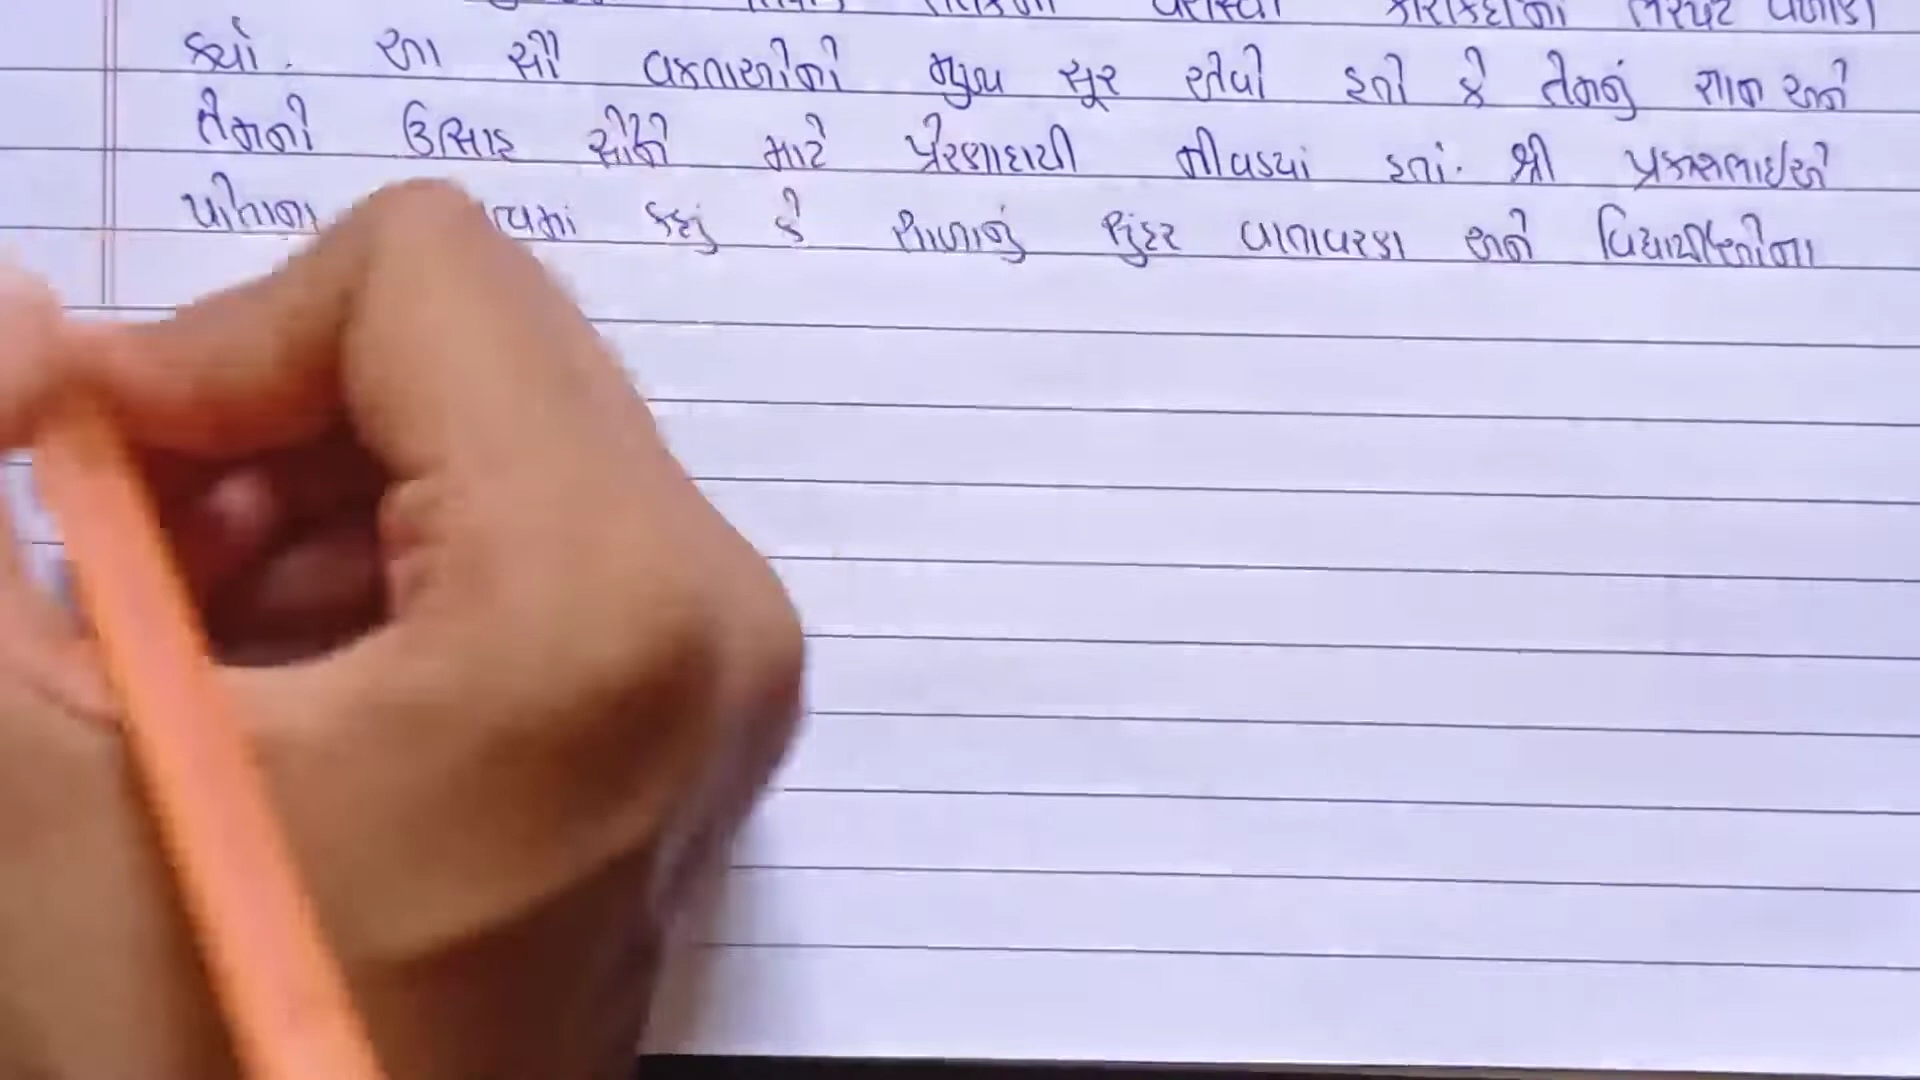 કર્યાં. આ સૌ વક્તાઓનો મુખ્ય સૂર એવો હતો કે તેમનું જ્ઞાન અને
તેમનો ઉત્સાહ સૌને માટે પ્રેરણાદાયી નીવડ્યાં હતાં. શ્રી પ્રકાશભાઈએ
પોતાના કહ્યું કે શાળાનું સુંદર વાતાવરણ અને વિદ્યાર્થીઓના